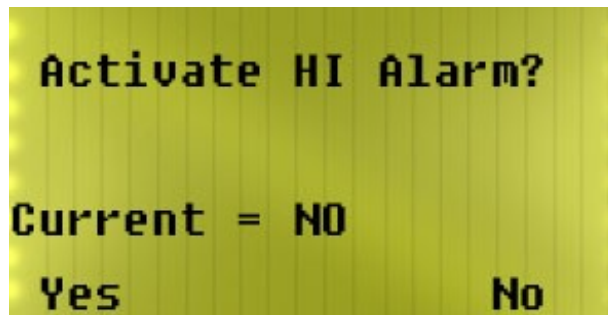 Activate HI Alarm?
Current = NO
Yes No